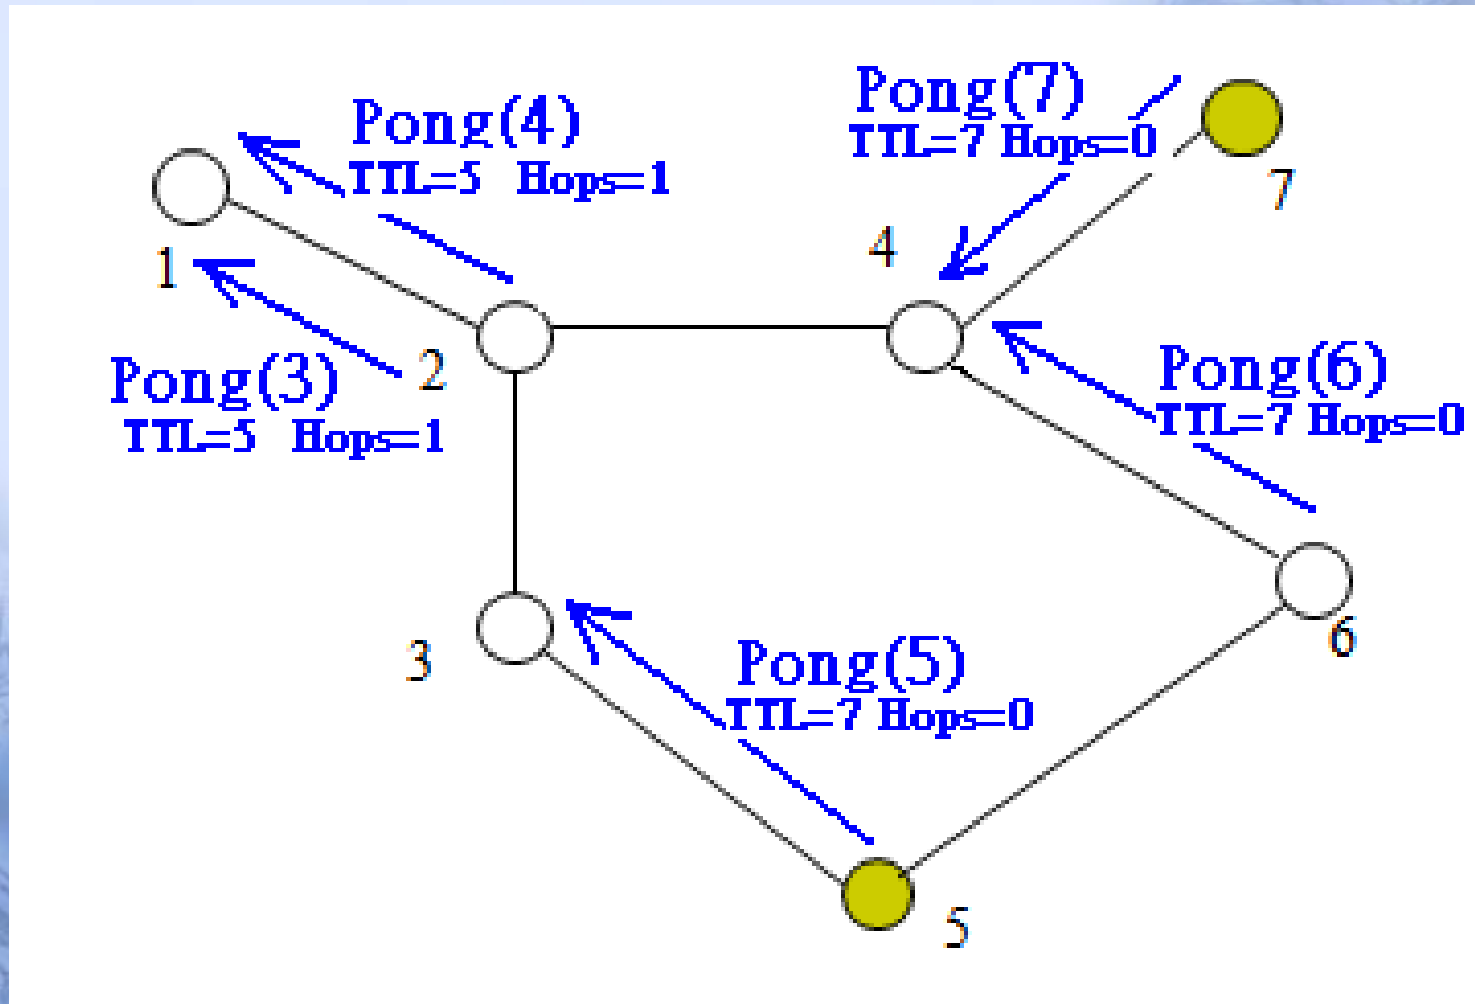 Pong(7)
TTL=7 Hops=0
Pong(4)
TTL=5 Hops=1
7
4
1
2
Pong(3)
TTL=5 Hops=1
Pong(6)
TTL=7 Hops=0
6
3
Pong(5)
TTL=7 Hops=0
5